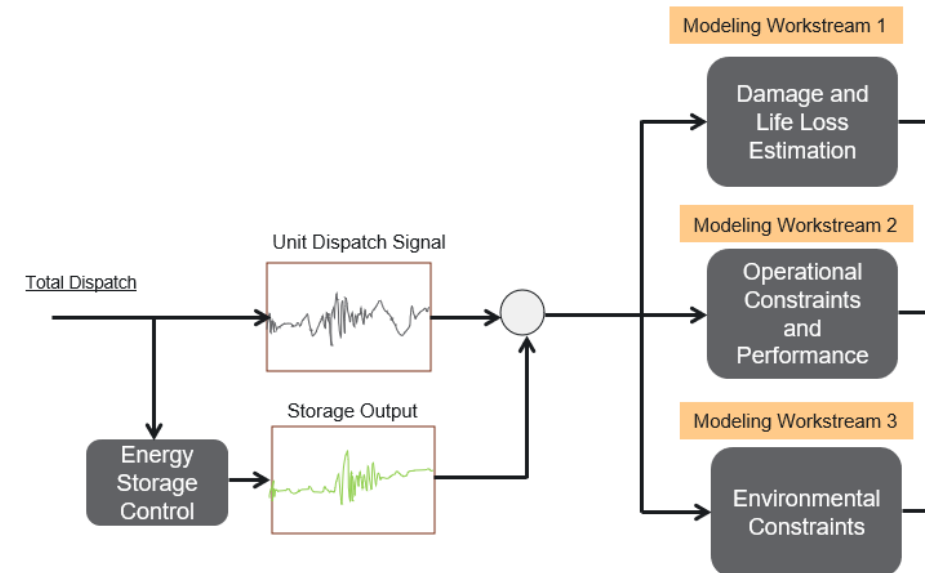 Modeling Workstream 1
Damage and
Life Loss
Estimation
Modeling Workstream 2
Unit Dispatch Signal
Operational
Constraints
and
Performance
Total Dispatch
Storage Output
Modeling Workstream 3
Energy
Storage
Control
Environmental
Constraints